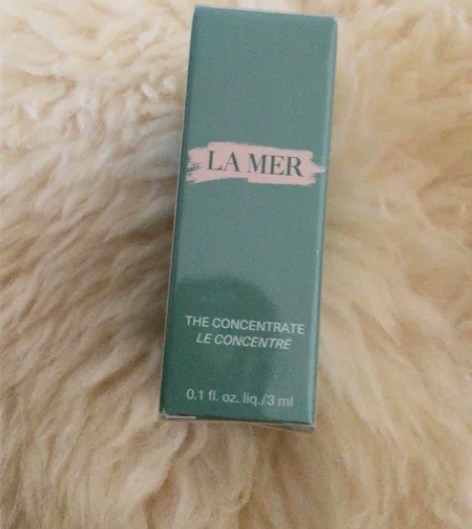 LA MER
THE CONCENTRATE
LE CONCENTRÉ
0.1 fl. oz. liq./3 ml